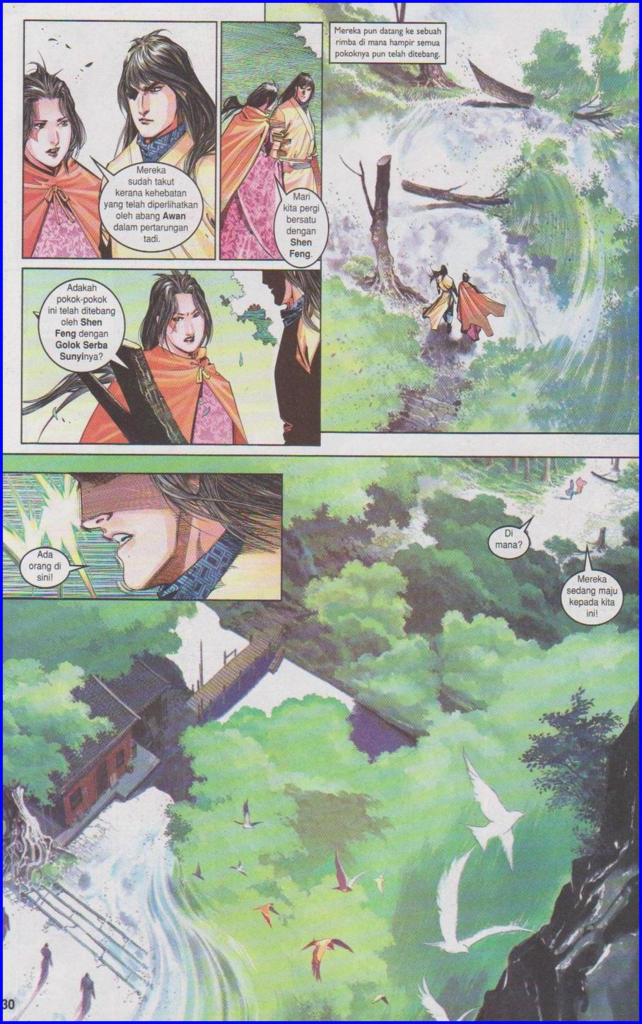 Mereka
sudah takut
kerana kehebatan
yang telah diperlihatkan
oleh abang Awan
dalam pertarungan
tadi.
Mari
kita pergi
bersatu
dengan
Shen
Feng.
Mereka pun datang ke sebuah
rimba di mana hampir semua
pokoknya pun telah ditebang.
Adakah
pokok-pokok
ini telah ditebang
oleh Shen
Feng dengan
Golok Serba
Sunyinya?
Ada
orang di
sini!
Di
mana?
Mereka
sedang maju
kepada kita
ini!
30